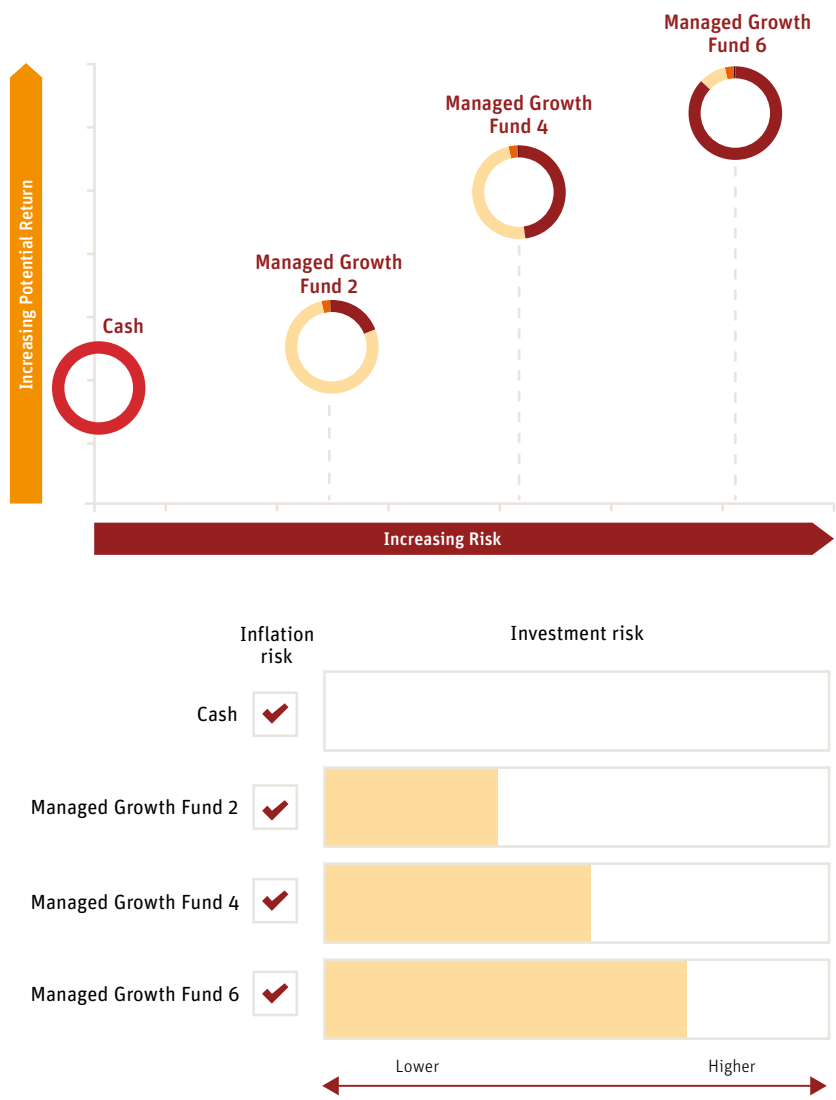 Managed Growth
Fund 6
Managed Growth
Fund 4
Managed Growth
Fund 2
Cash
Increasing Potential Return
Increasing Risk
Inflation
risk
Investment risk
Cash
Managed Growth Fund 2
Managed Growth Fund 4
Managed Growth Fund 6
Lower
Higher